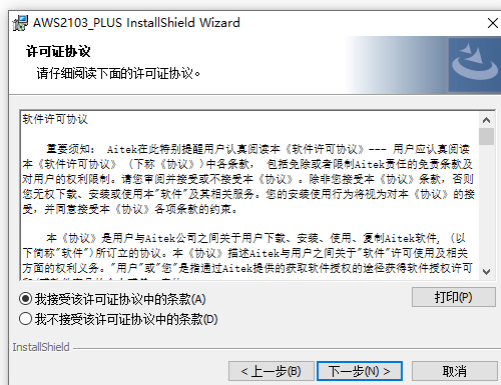 AWS2103_PLUS InstallShield Wizard
许可证协议
请仔细阅读下面的许可证协议。
软件许可协议
重要须知： Aitek在此特别提醒用户认真阅读本《软件许可协议》--- 用户应认真阅读
本《软件许可协议》（下称《协议》)中各条款， 包括免除或者限制Aitek责任的免责条款及
对用户的权利限制。请您审阅并接受或不接受本《协议》。除非您接受本《协议》条款，否则
您无权下载、安装或使用本"软件"及其相关服务。您的安装使用行为将视为对本《协议》的接
受，并同意接受本《协议》各项条款的约束。
本《协议》是用户与Aitek公司之间关于用户下载、安装、使用、复制Aitek软件，（以
下简称"软件"）所订立的协议。本《协议》描述Aitek与用户之间关于"软件"许可使用及相关
方面的权利义务。"用户"或"您"是指通过Aitek提供的获取软件授权的途径获得软件授权许可
我接受该许可证协议中的条款(A)
打印(P)
我不接受该许可证协议中的条款(D)
InstallShield
< 上一步(B)
下一步(N) >
取消